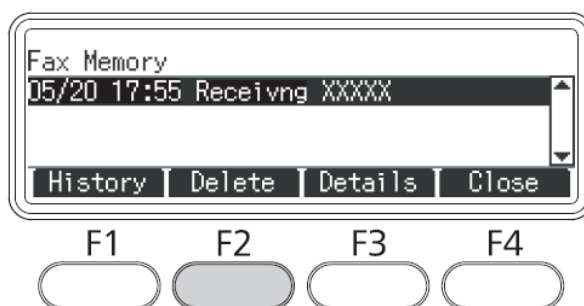 Fax Memory
05/20 17:55 Receivng XXXXX
History Delete Details Close
F1 F2 F3 F4